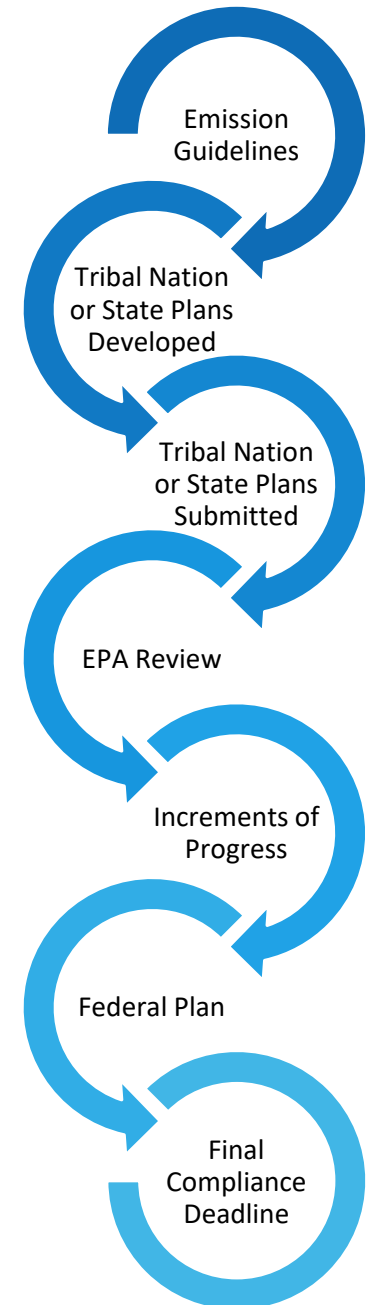 Emission
Guidelines
Tribal Nation
or State Plans
Developed
Tribal Nation
or State Plans
Submitted
EPA Review
Increments of
Progress
Federal Plan
Final
Compliance
Deadline